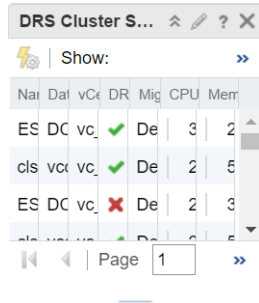 DRS Cluster S...
Show:
Nar Dat vCe DR Mig CPU Mem
ES DC vc_ De 3 2
cls vcc vc_ De 2 5
ES DC vc_ De 2 3
Page 1